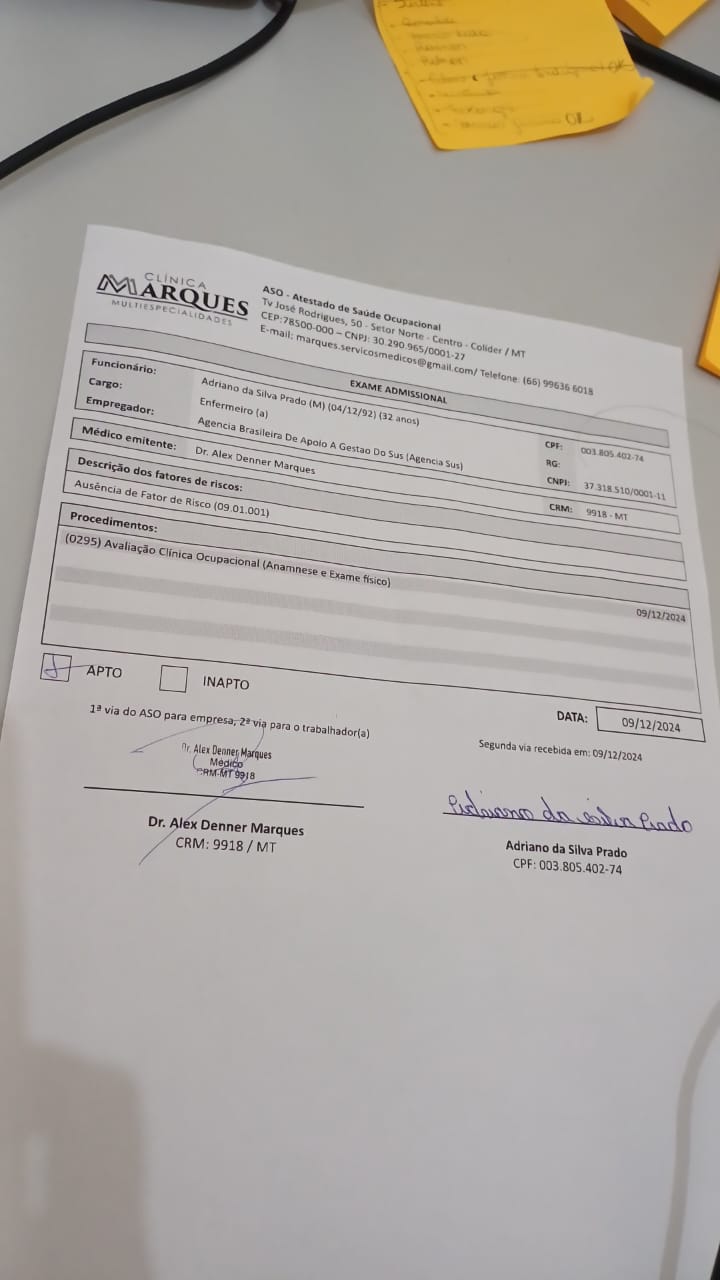 OK
OK
CLÍNICA
MARQUES
MULTIESPECIALIDADES
ASO - Atestado de Saúde Ocupacional
Tv José Rodrigues, 50 - Setor Norte - Centro - Colíder / MT
CEP:78500-000 – CNPJ: 30.290.965/0001-27
E-mail: marques.servicosmedicos@gmail.com/ Telefone: (66) 99636 6018
EXAME ADMISSIONAL
Funcionário: Adriano da Silva Prado (M) (04/12/92) (32 anos) CPF: 003.805.402-74
Cargo: Enfermeiro (a) RG:
Empregador: Agencia Brasileira De Apoio A Gestao Do Sus (Agencia Sus) CNPJ: 37.318.510/0001-11
Médico emitente: Dr. Alex Denner Marques CRM: 9918 - MT
Descrição dos fatores de riscos:
Ausência de Fator de Risco (09.01.001)
Procedimentos:
(0295) Avaliação Clínica Ocupacional (Anamnese e Exame físico) 09/12/2024
APTO INAPTO
DATA: 09/12/2024
1ª via do ASO para empresa, 2ª via para o trabalhador(a)
Segunda via recebida em: 09/12/2024
Dr. Alex Denner Marques
Médico
CRM-MT 9918
Adriano da Silva Prado
Dr. Alex Denner Marques
CRM: 9918 / MT
Adriano da Silva Prado
CPF: 003.805.402-74